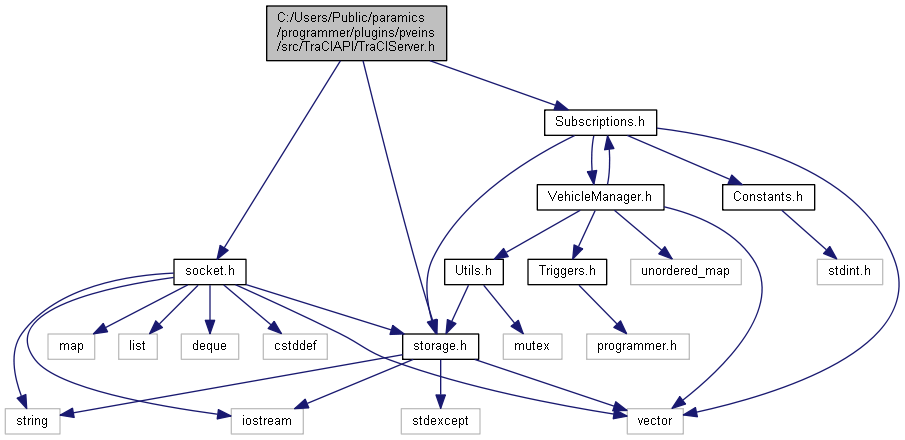 C:/Users/Public/paramics
/programmer/plugins/pveins
/src/TraCIAPI/TraCIServer.h
Subscriptions.h
VehicleManager.h
Constants.h
socket.h
Utils.h
Triggers.h
unordered_map
stdint.h
map
list
deque
cstddef
storage.h
mutex
programmer.h
string
iostream
stdexcept
vector